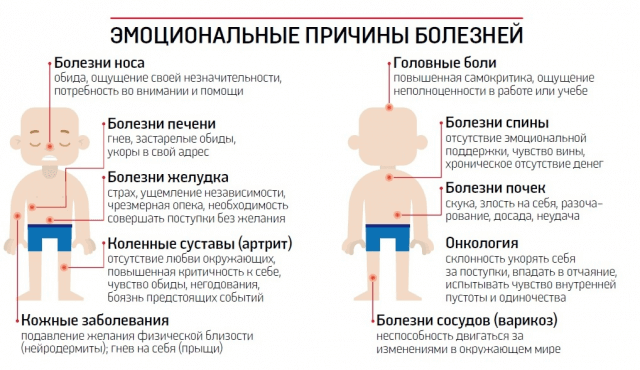 ЭМОЦИОНАЛЬНЫЕ ПРИЧИНЫ БОЛЕЗНЕЙ
Болезни носа
обида, ощущение своей незначительности,
потребность во внимании и помощи
Болезни печени
гнев, застарелые обиды,
укоры в свой адрес
Болезни желудка
страх, ущемление независимости,
чрезмерная опека, необходимость
совершать поступки без желания
Коленные суставы (артрит)
отсутствие любви окружающих,
повышенная критичность к себе,
чувство обиды, негодования,
боязнь предстоящих событий
Кожные заболевания
подавление желания физической близости
(нейродермиты); гнев на себя (прыщи)
Головные боли
повышенная самокритика, ощущение
неполноценности в работе или учебе
Болезни спины
отсутствие эмоциональной
поддержки, чувство вины,
хроническое отсутствие денег
Болезни почек
скука, злость на себя, разоча-
рование, досада, неудача
Онкология
склонность укорять себя
за поступки, впадать в отчаяние,
испытывать чувство внутренней
пустоты и одиночества
Болезни сосудов (варикоз)
неспособность двигаться за
изменениями в окружающем мире